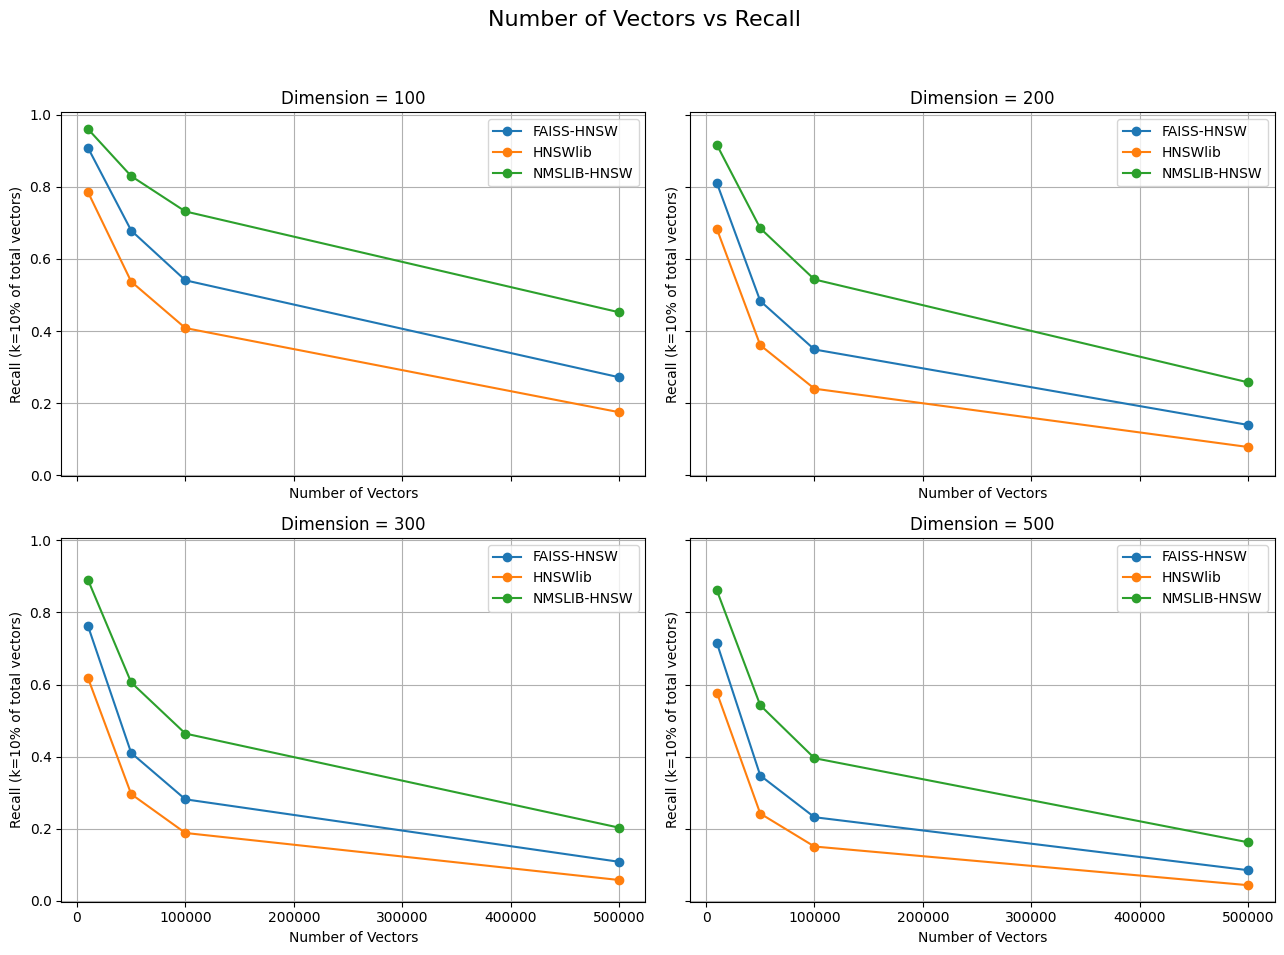 Number of Vectors vs Recall
Dimension = 100
1.0
0.8
0.6
0.4
0.2
0.0
Recall (k=10% of total vectors)
FAISS-HNSW
HNSWlib
NMSLIB-HNSW
Number of Vectors
Dimension = 200
Recall (k=10% of total vectors)
FAISS-HNSW
HNSWlib
NMSLIB-HNSW
Number of Vectors
Dimension = 300
1.0
0.8
0.6
0.4
0.2
0.0
Recall (k=10% of total vectors)
FAISS-HNSW
HNSWlib
NMSLIB-HNSW
0 100000 200000 300000 400000 500000
Number of Vectors
Dimension = 500
Recall (k=10% of total vectors)
FAISS-HNSW
HNSWlib
NMSLIB-HNSW
0 100000 200000 300000 400000 500000
Number of Vectors